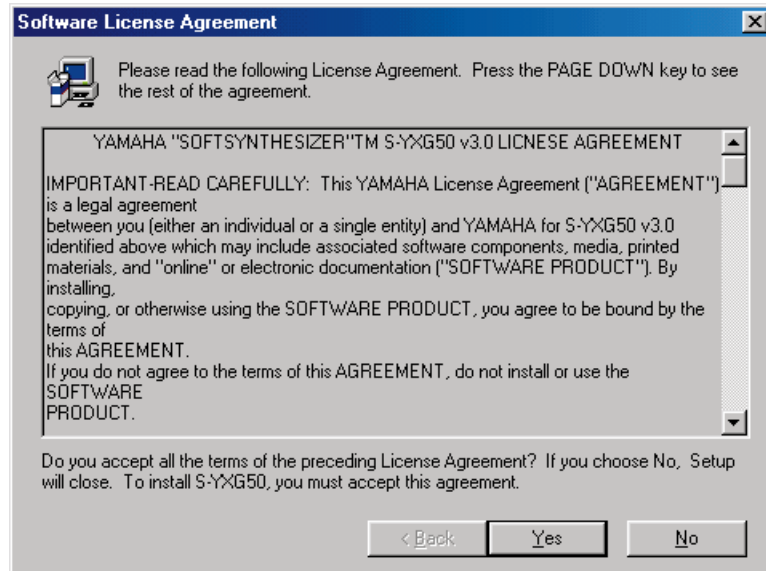 Software License Agreement
Please read the following License Agreement.  Press the PAGE DOWN key to see
the rest of the agreement.
YAMAHA "SOFTSYNTHESIZER"TM S-YXG50 v3.0 LICNESE AGREEMENT
IMPORTANT-READ CAREFULLY:  This YAMAHA License Agreement ("AGREEMENT")
is a legal agreement
between you (either an individual or a single entity) and YAMAHA for S-YXG50 v3.0
identified above which may include associated software components, media, printed
materials, and "online" or electronic documentation ("SOFTWARE PRODUCT"). By
installing,
copying, or otherwise using the SOFTWARE PRODUCT, you agree to be bound by the
terms of
this AGREEMENT.
If you do not agree to the terms of this AGREEMENT, do not install or use the
SOFTWARE
PRODUCT.
Do you accept all the terms of the preceding License Agreement?  If you choose No,  Setup
will close.  To install S-YXG50, you must accept this agreement.
< Back
Yes
No